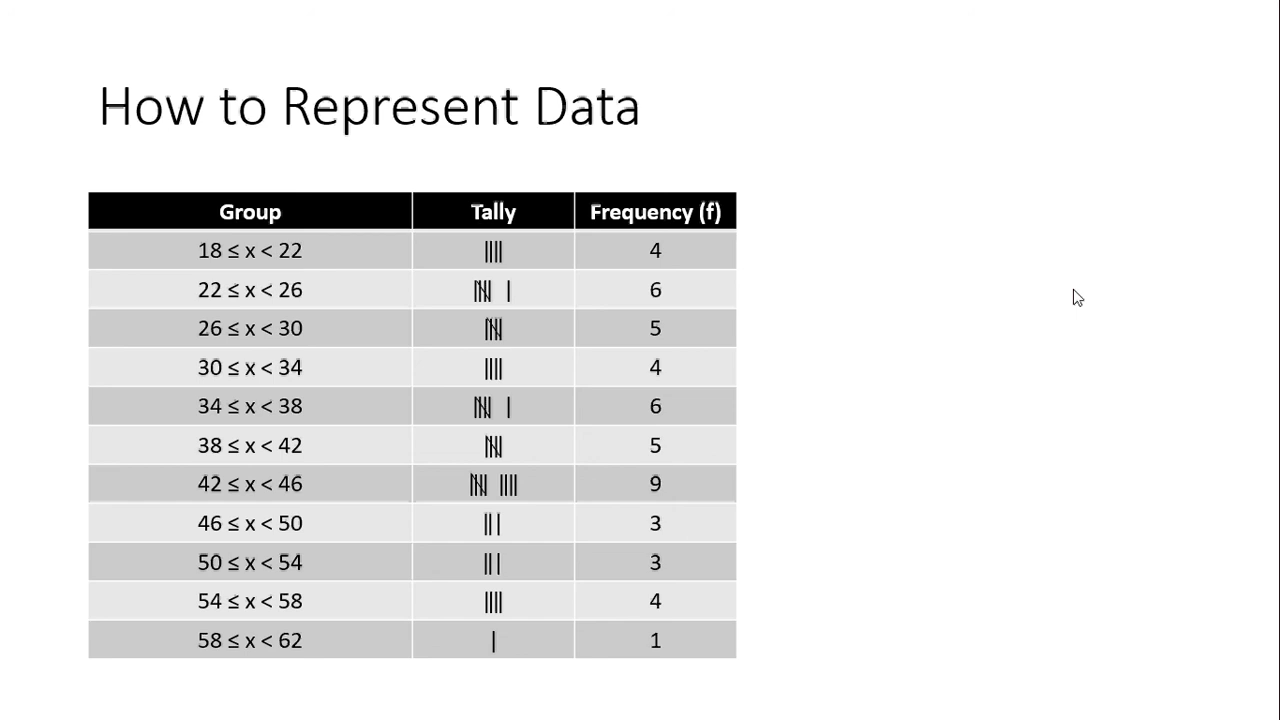 How to Represent Data
Group Tally Frequency (f)
18 ≤ x < 22 |||| 4
22 ≤ x < 26 |||| | 6
26 ≤ x < 30 |||| 5
30 ≤ x < 34 |||| 4
34 ≤ x < 38 |||| | 6
38 ≤ x < 42 |||| 5
42 ≤ x < 46 |||| |||| 9
46 ≤ x < 50 ||| 3
50 ≤ x < 54 ||| 3
54 ≤ x < 58 |||| 4
58 ≤ x < 62 | 1